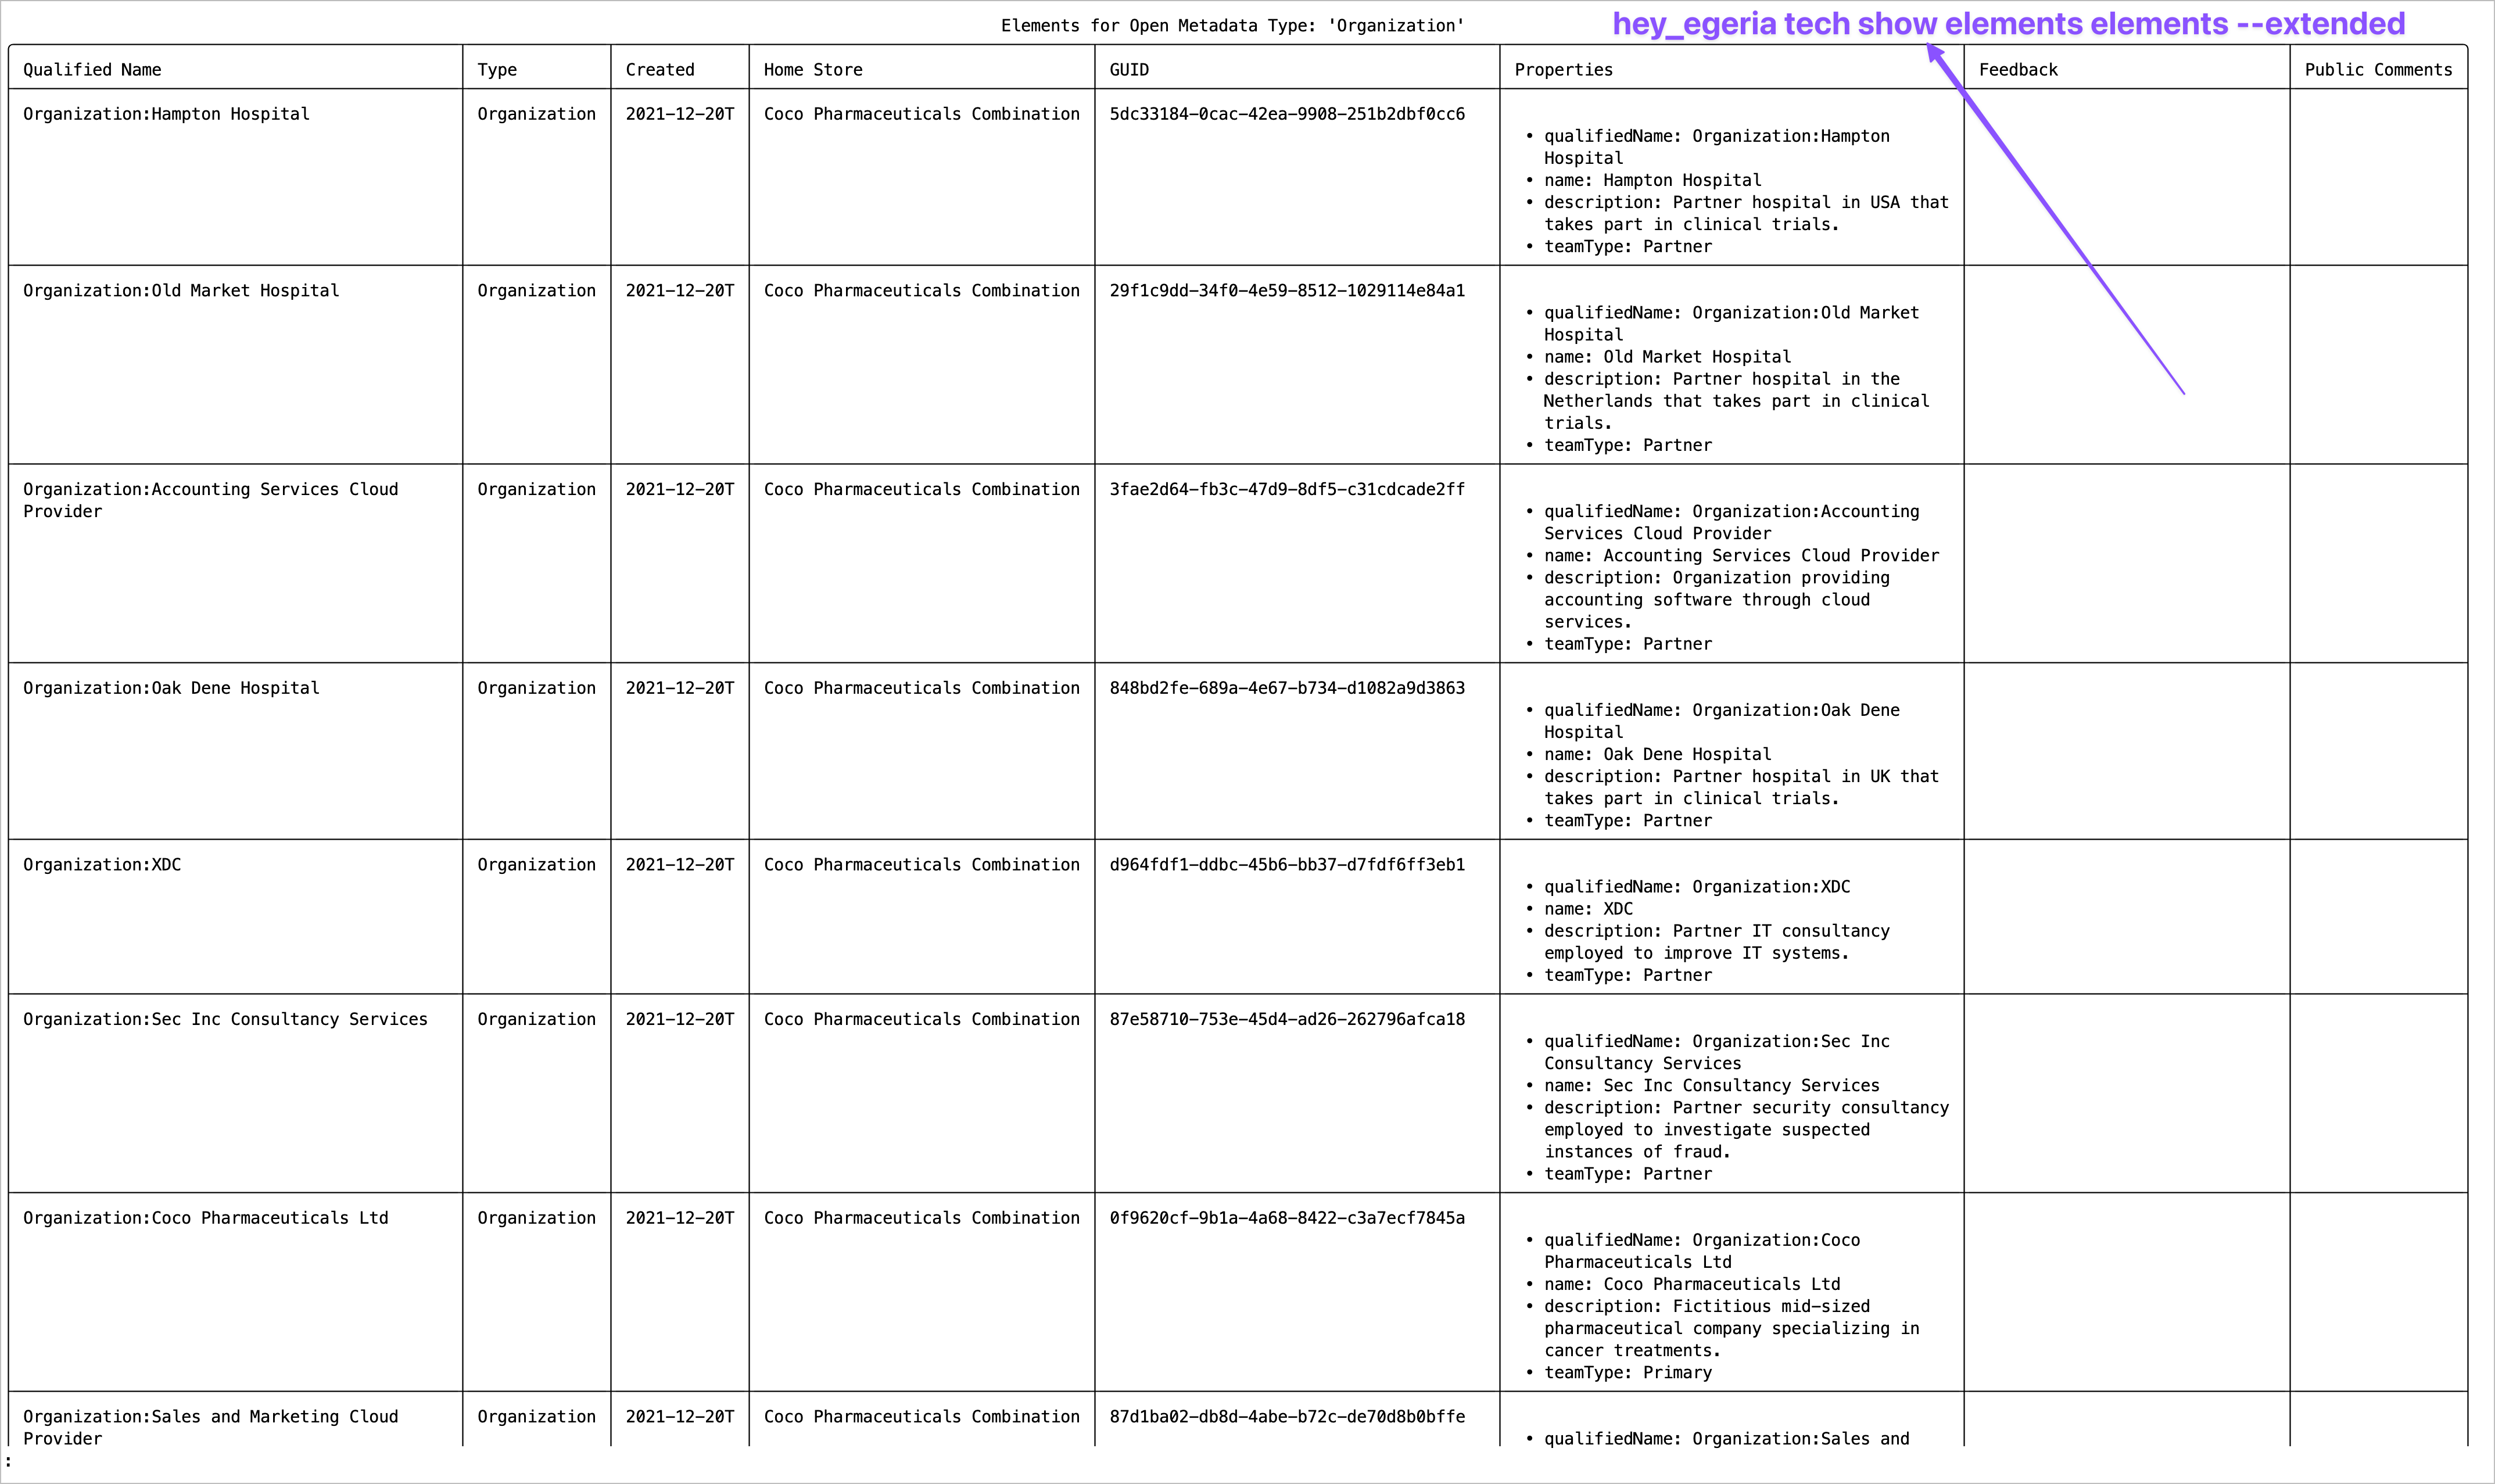 Elements for Open Metadata Type: 'Organization'
hey_egeria tech show elements elements --extended
Qualified Name Type Created Home Store GUID Properties Feedback Public Comments
Organization:Hampton Hospital Organization 2021-12-20T Coco Pharmaceuticals Combination 5dc33184-0cac-42ea-9908-251b2dbf0cc6
• qualifiedName: Organization:Hampton
Hospital
• name: Hampton Hospital
• description: Partner hospital in USA that
takes part in clinical trials.
• teamType: Partner
Organization:Old Market Hospital Organization 2021-12-20T Coco Pharmaceuticals Combination 29f1c9dd-34f0-4e59-8512-1029114e84a1
• qualifiedName: Organization:Old Market
Hospital
• name: Old Market Hospital
• description: Partner hospital in the
Netherlands that takes part in clinical
trials.
• teamType: Partner
Organization:Accounting Services Cloud Organization 2021-12-20T Coco Pharmaceuticals Combination 3fae2d64-fb3c-47d9-8df5-c31cdcade2ff
Provider • qualifiedName: Organization:Accounting
Services Cloud Provider
• name: Accounting Services Cloud Provider
• description: Organization providing
accounting software through cloud
services.
• teamType: Partner
Organization:Oak Dene Hospital Organization 2021-12-20T Coco Pharmaceuticals Combination 848bd2fe-689a-4e67-b734-d1082a9d3863
• qualifiedName: Organization:Oak Dene
Hospital
• name: Oak Dene Hospital
• description: Partner hospital in UK that
takes part in clinical trials.
• teamType: Partner
Organization:XDC Organization 2021-12-20T Coco Pharmaceuticals Combination d964fdf1-ddbc-45b6-bb37-d7fdf6ff3eb1
• qualifiedName: Organization:XDC
• name: XDC
• description: Partner IT consultancy
employed to improve IT systems.
• teamType: Partner
Organization:Sec Inc Consultancy Services Organization 2021-12-20T Coco Pharmaceuticals Combination 87e58710-753e-45d4-ad26-262796afca18
• qualifiedName: Organization:Sec Inc
Consultancy Services
• name: Sec Inc Consultancy Services
• description: Partner security consultancy
employed to investigate suspected
instances of fraud.
• teamType: Partner
Organization:Coco Pharmaceuticals Ltd Organization 2021-12-20T Coco Pharmaceuticals Combination 0f9620cf-9b1a-4a68-8422-c3a7ecf7845a
• qualifiedName: Organization:Coco
Pharmaceuticals Ltd
• name: Coco Pharmaceuticals Ltd
• description: Fictitious mid-sized
pharmaceutical company specializing in
cancer treatments.
• teamType: Primary
Organization:Sales and Marketing Cloud Organization 2021-12-20T Coco Pharmaceuticals Combination 87d1ba02-db8d-4abe-b72c-de70d8b0bffe
Provider • qualifiedName: Organization:Sales and
: